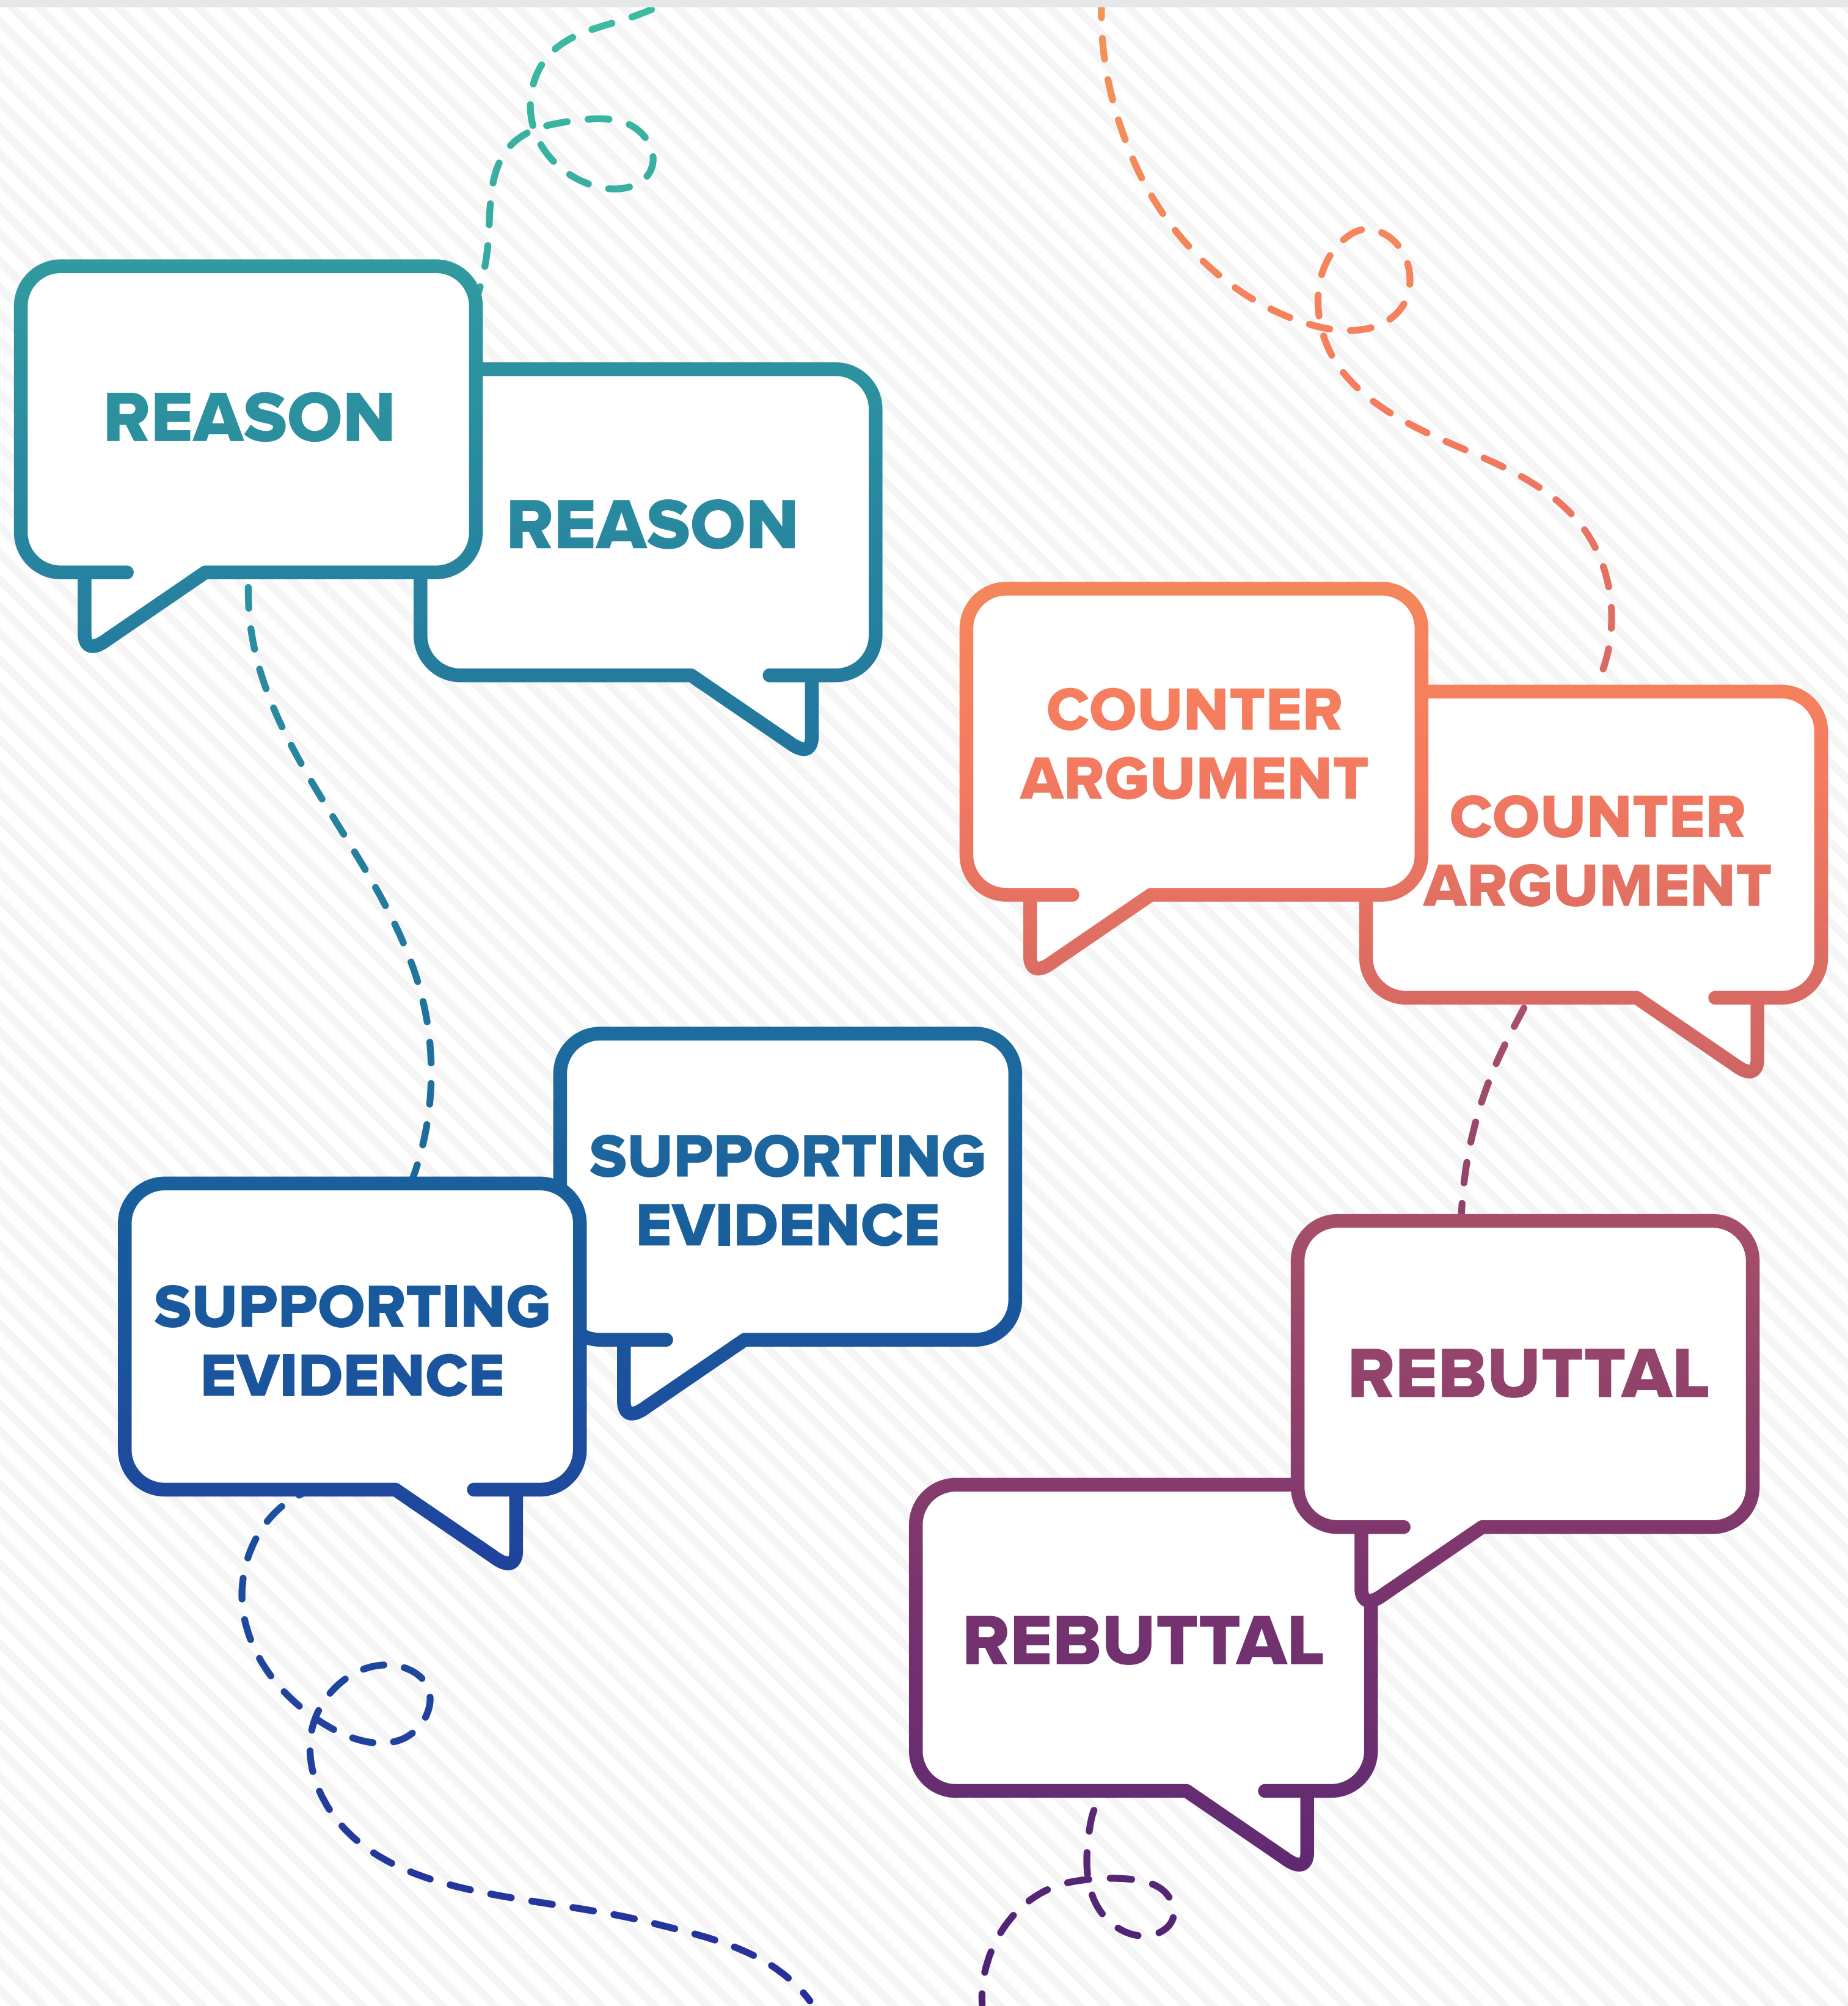 REASON
REASON
COUNTER
ARGUMENT
COUNTER
ARGUMENT
SUPPORTING
EVIDENCE
SUPPORTING
EVIDENCE
REBUTTAL
REBUTTAL